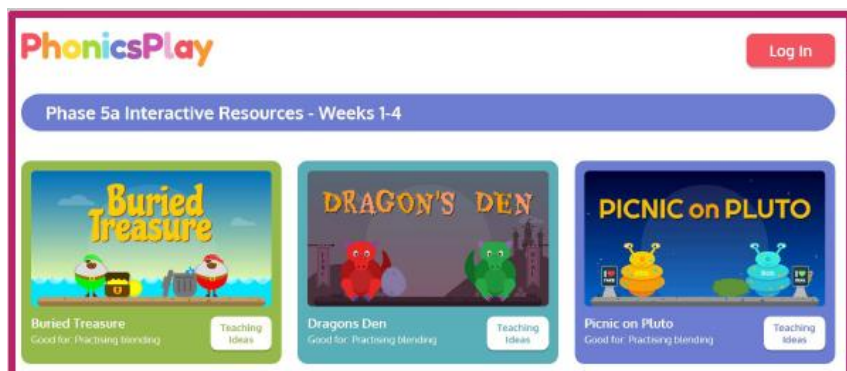 PhonicsPlay
Log In
Phase 5a Interactive Resources - Weeks 1-4
Buried
Treasure
DRAGON'S DEN
PICNIC on PLUTO
Buried Treasure
Good for: Practising blending
Teaching
Ideas
Dragons Den
Good for: Practising blending
Teaching
Ideas
Picnic on Pluto
Good for: Practising blending
Teaching
Ideas